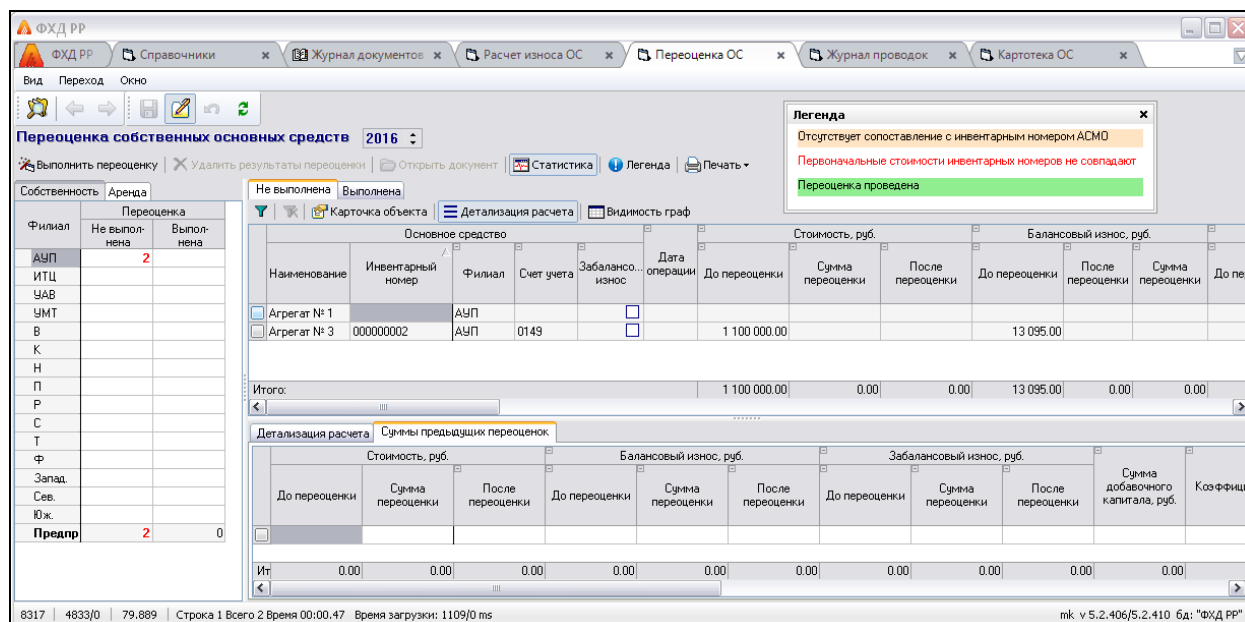 ФХД РР
ФХД РР Справочники Журнал документов Расчет износа ОС Переоценка ОС Журнал проводок Картотека ОС
Вид Переход Окно
Переоценка собственных основных средств 2016
Выполнить переоценку Удалить результаты переоценки Открыть документ Статистика Легенда Печать
Легенда
Отсутствует сопоставление с инвентарным номером АСМО
Первоначальные стоимости инвентарных номеров не совпадают
Переоценка проведена
Собственность Аренда
Филиал Переоценка
Не выпол-нена Выпол-нена
АУП 2
ИТЦ
УАВ
УМТ
В
К
Н
П
Р
С
Т
Ф
Запад.
Сев.
Юж.
Предпр 2 0
Не выполнена Выполнена
Карточка объекта Детализация расчета Видимость граф
Основное средство Дата операции Стоимость, руб. Балансовый износ, руб.
Наименование Инвентарный номер Филиал Счет учета Забалансо... износ До переоценки Сумма переоценки После переоценки До переоценки После переоценки Сумма переоценки До пе
Агрегат № 1 АУП
Агрегат № 3 000000002 АУП 0149 1 100 000.00 13 095.00
Итого: 1 100 000.00 0.00 0.00 13 095.00 0.00 0.00
Детализация расчета Суммы предыдущих переоценок
Стоимость, руб. Балансовый износ, руб. Забалансовый износ, руб. Сумма добавочного капитала, руб. Коэффици
До переоценки Сумма переоценки После переоценки До переоценки Сумма переоценки После переоценки До переоценки Сумма переоценки После переоценки
Ит 0.00 0.00 0.00 0.00 0.00 0.00 0.00 0.00 0.00 0.00
8317 4833/0 79.889 Строка 1 Всего 2 Время 00:00.47 Время загрузки: 1109/0 ms mk v 5.2.406/5.2.410 бд: "ФХД РР"